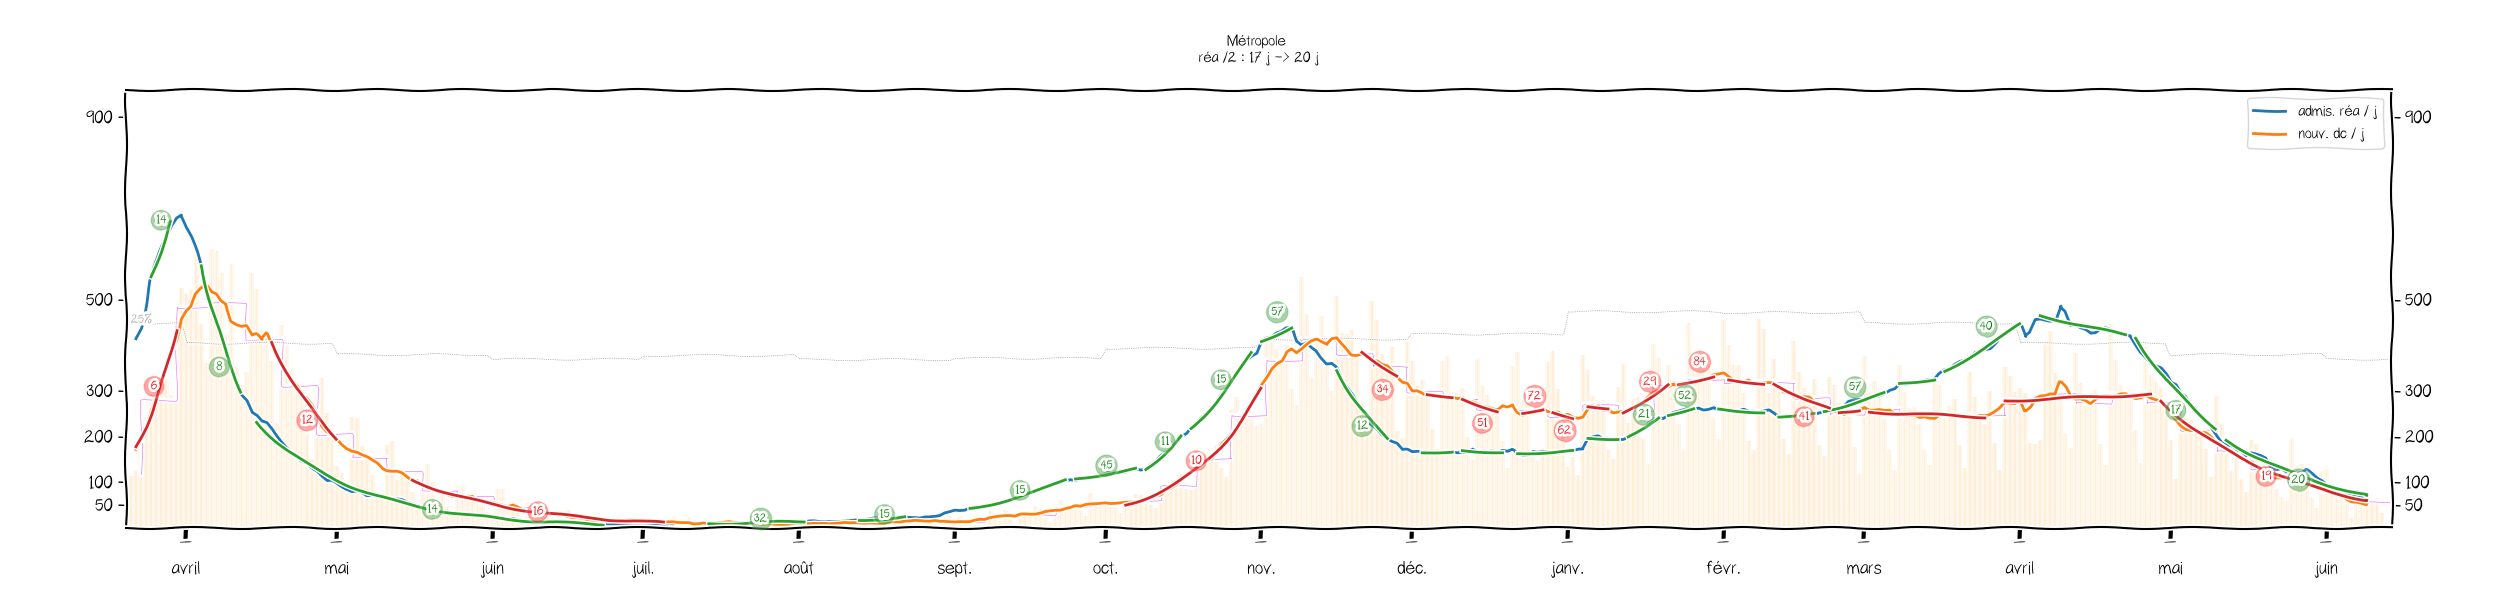 Métropole
réa /2 : 17 j -> 20 j
900
500
300
200
100
50
900
500
300
200
100
50
admis. réa / j
nouv. dc / j
25%
14
6
8
12
14
16
32
15
15
45
11
10
15
57
12
34
51
72
62
21
29
52
84
41
57
40
17
19
20
avril
mai
juin
juil.
août
sept.
oct.
nov.
déc.
janv.
févr.
mars
avril
mai
juin